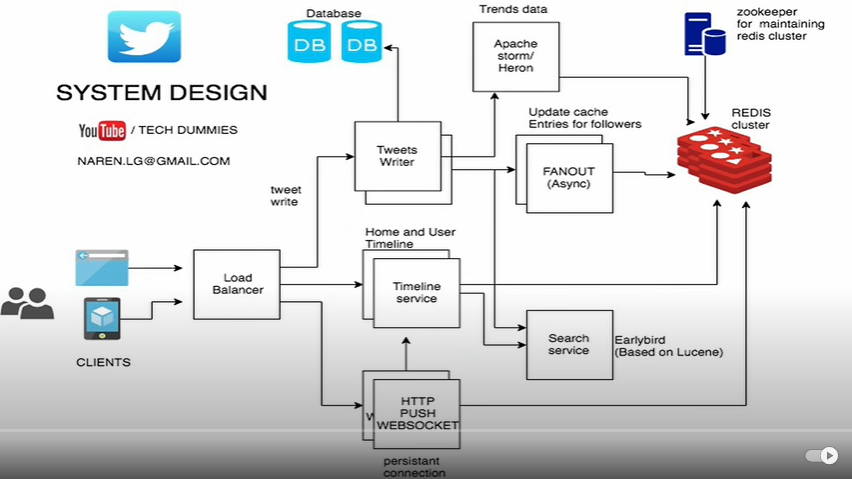 SYSTEM DESIGN
YouTube / TECH DUMMIES
NAREN.LG@GMAIL.COM
Database
DB DB
Trends data
Apache
storm/
Heron
zookeeper
for maintaining
redis cluster
REDIS
cluster
Update cache
Entries for followers
FANOUT
(Async)
Tweets
Writer
tweet
write
Home and User
Timeline
Timeline
service
Load
Balancer
CLIENTS
Search
service
Earlybird
(Based on Lucene)
HTTP
PUSH
WEBSOCKET
persistant
connection